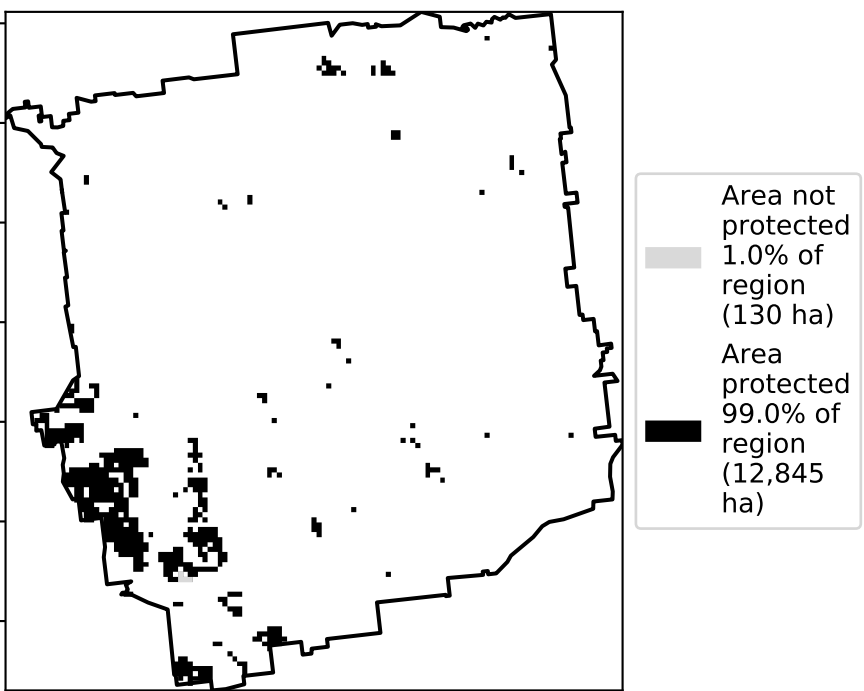 Area not
protected
1.0% of
region
(130 ha)
Area
protected
99.0% of
region
(12,845
ha)